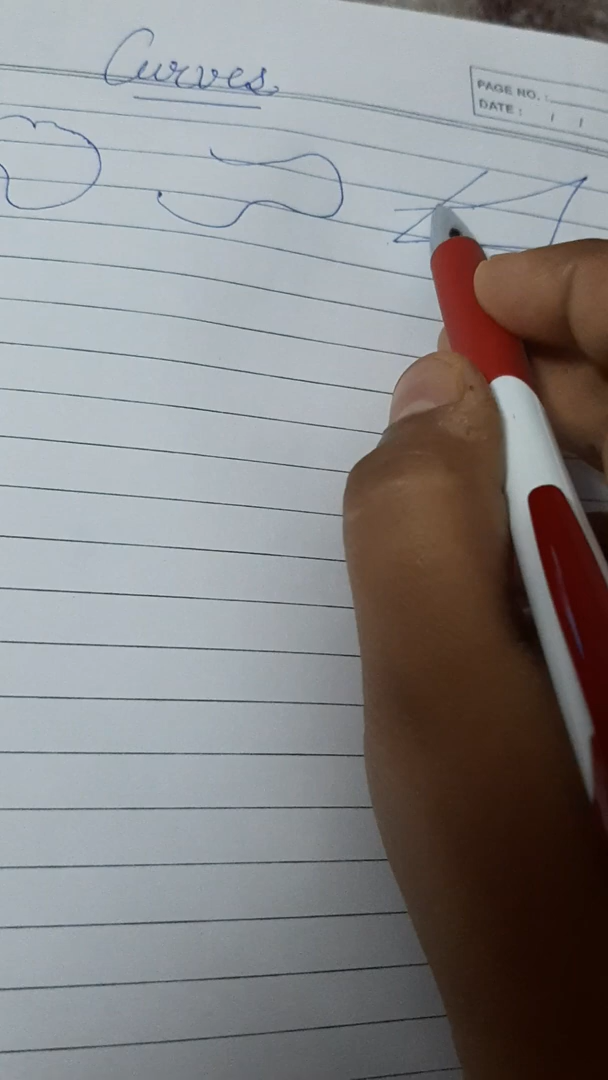 Curves
PAGE NO. :
DATE : / /